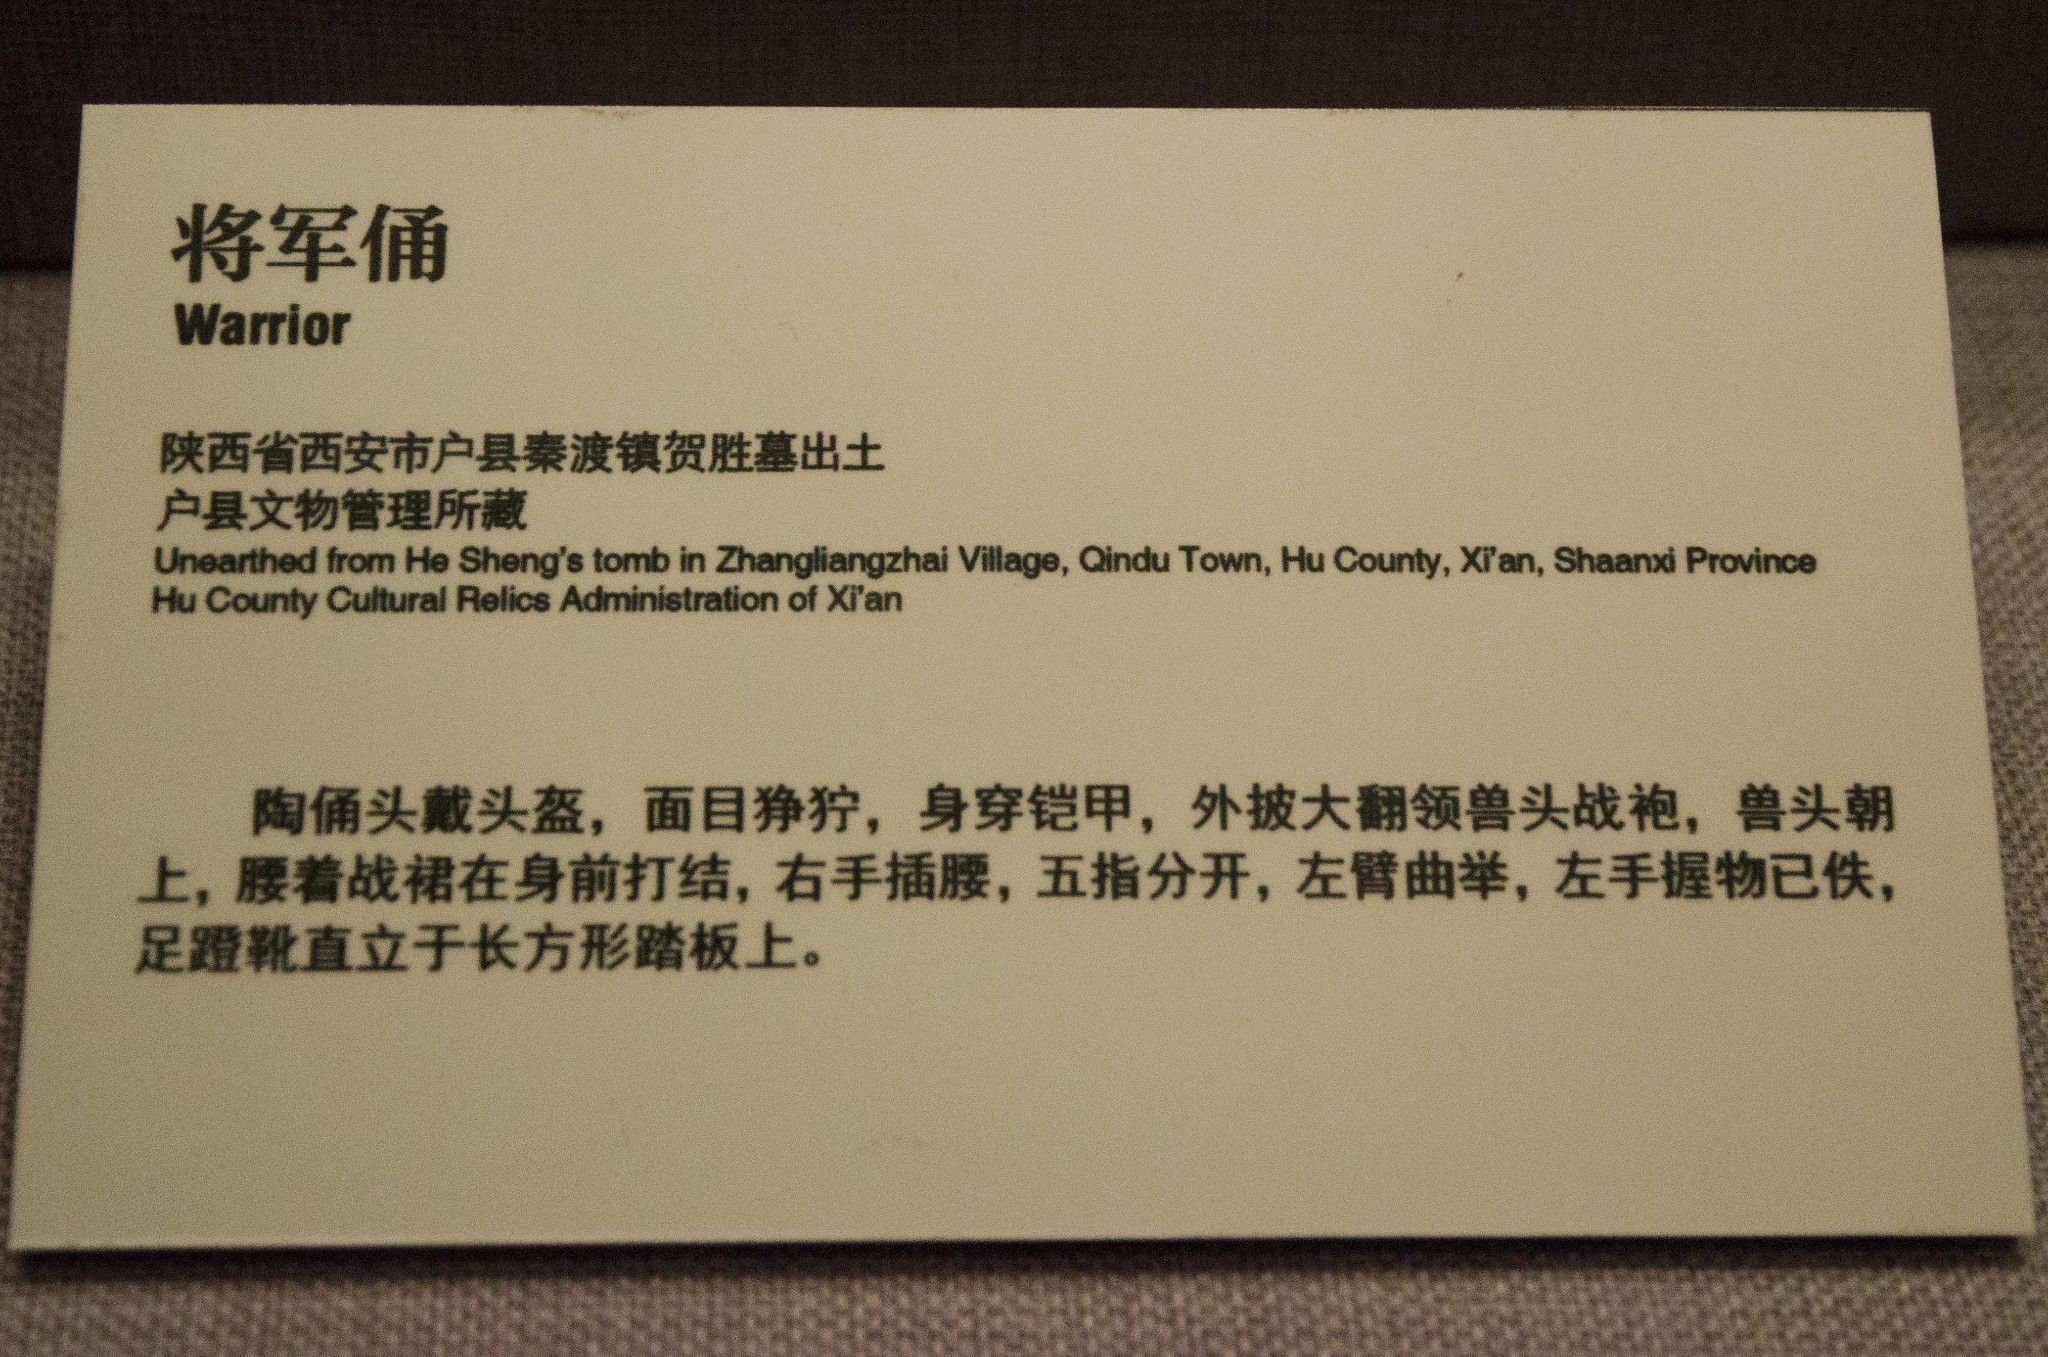 将军俑
Warrior
陕西省西安市户县秦渡镇贺胜墓出土
户县文物管理所藏
Unearthed from He Sheng's tomb in Zhangliangzhai Village, Qindu Town, Hu County, Xi'an, Shaanxi Province
Hu County Cultural Relics Administration of Xi'an
陶俑头戴头盔，面目狰狞，身穿铠甲，外披大翻领兽头战袍，兽头朝
上，腰着战裙在身前打结，右手插腰，五指分开，左臂曲举，左手握物已佚，
足蹬靴直立于长方形踏板上。